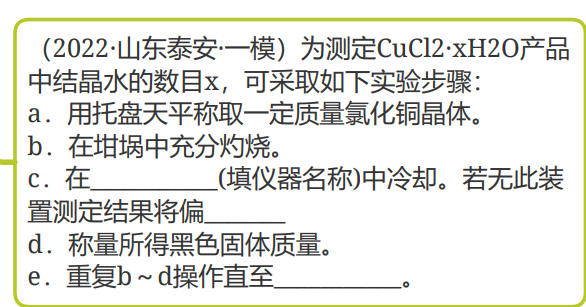 （2022·山东泰安·一模）为测定CuCl2·xH2O产品
中结晶水的数目x，可采取如下实验步骤：
a．用托盘天平称取一定质量氯化铜晶体。
b．在坩埚中充分灼烧。
c．在___________(填仪器名称)中冷却。若无此装
置测定结果将偏_______
d．称量所得黑色固体质量。
e．重复b～d操作直至___________。